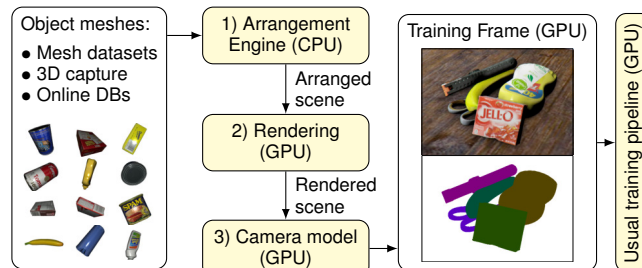 Object meshes:
● Mesh datasets
● 3D capture
● Online DBs
SPAM
1) Arrangement
Engine (CPU)
Arranged
scene
2) Rendering
(GPU)
Rendered
scene
3) Camera model
(GPU)
Training Frame (GPU)
JELL-O
Usual training pipeline (GPU)